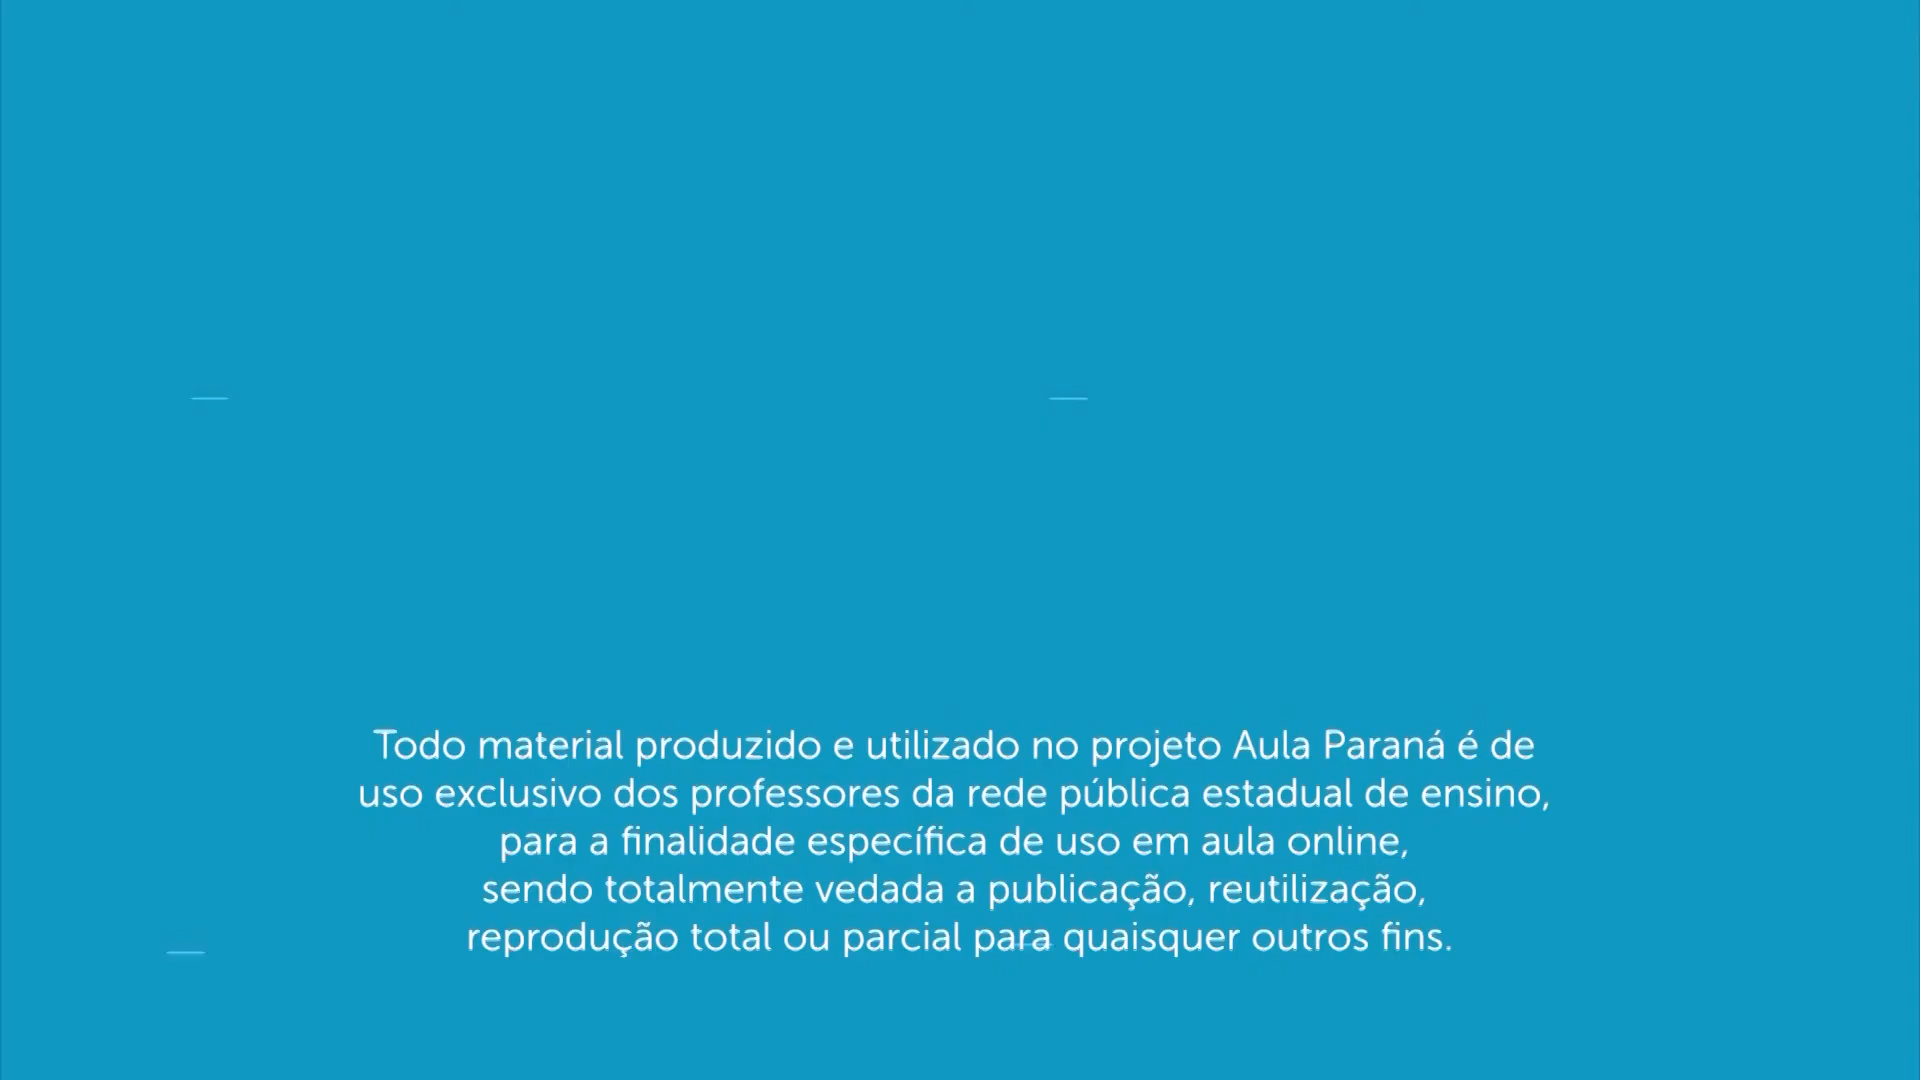 Todo material produzido e utilizado no projeto Aula Paraná é de
uso exclusivo dos professores da rede pública estadual de ensino,
para a finalidade específica de uso em aula online,
sendo totalmente vedada a publicação, reutilização,
reprodução total ou parcial para quaisquer outros fins.